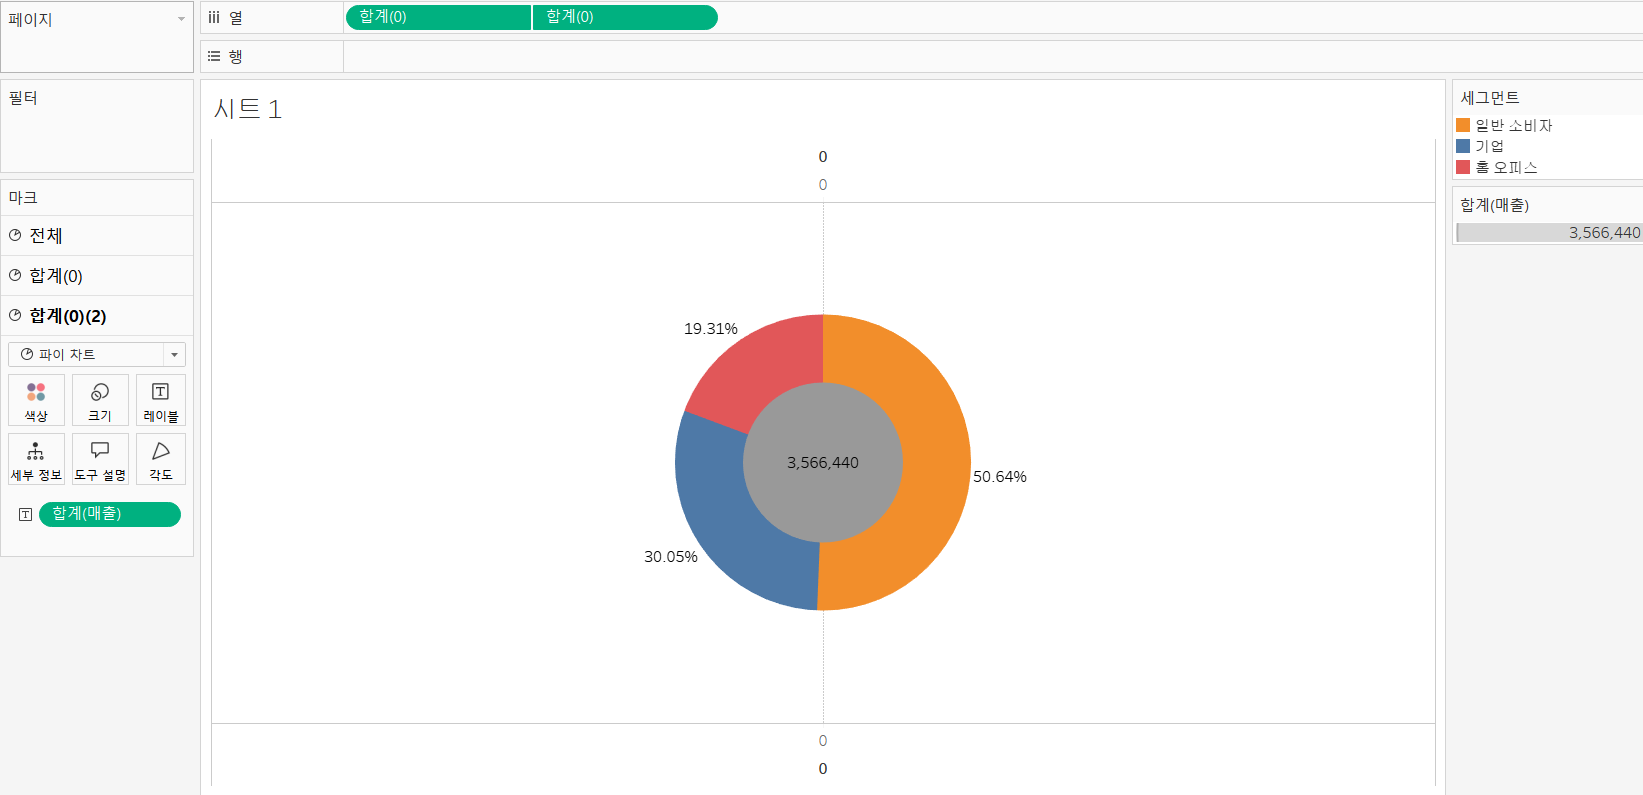 페이지
열
합계(0)
합계(0)
행
필터
마크
전체
합계(0)
합계(0)(2)
파이 차트
색상
크기
레이블
세부 정보
도구 설명
각도
합계(매출)
시트 1
0
0
19.31%
3,566,440
50.64%
30.05%
0
0
세그먼트
일반 소비자
기업
홈 오피스
합계(매출)
3,566,440